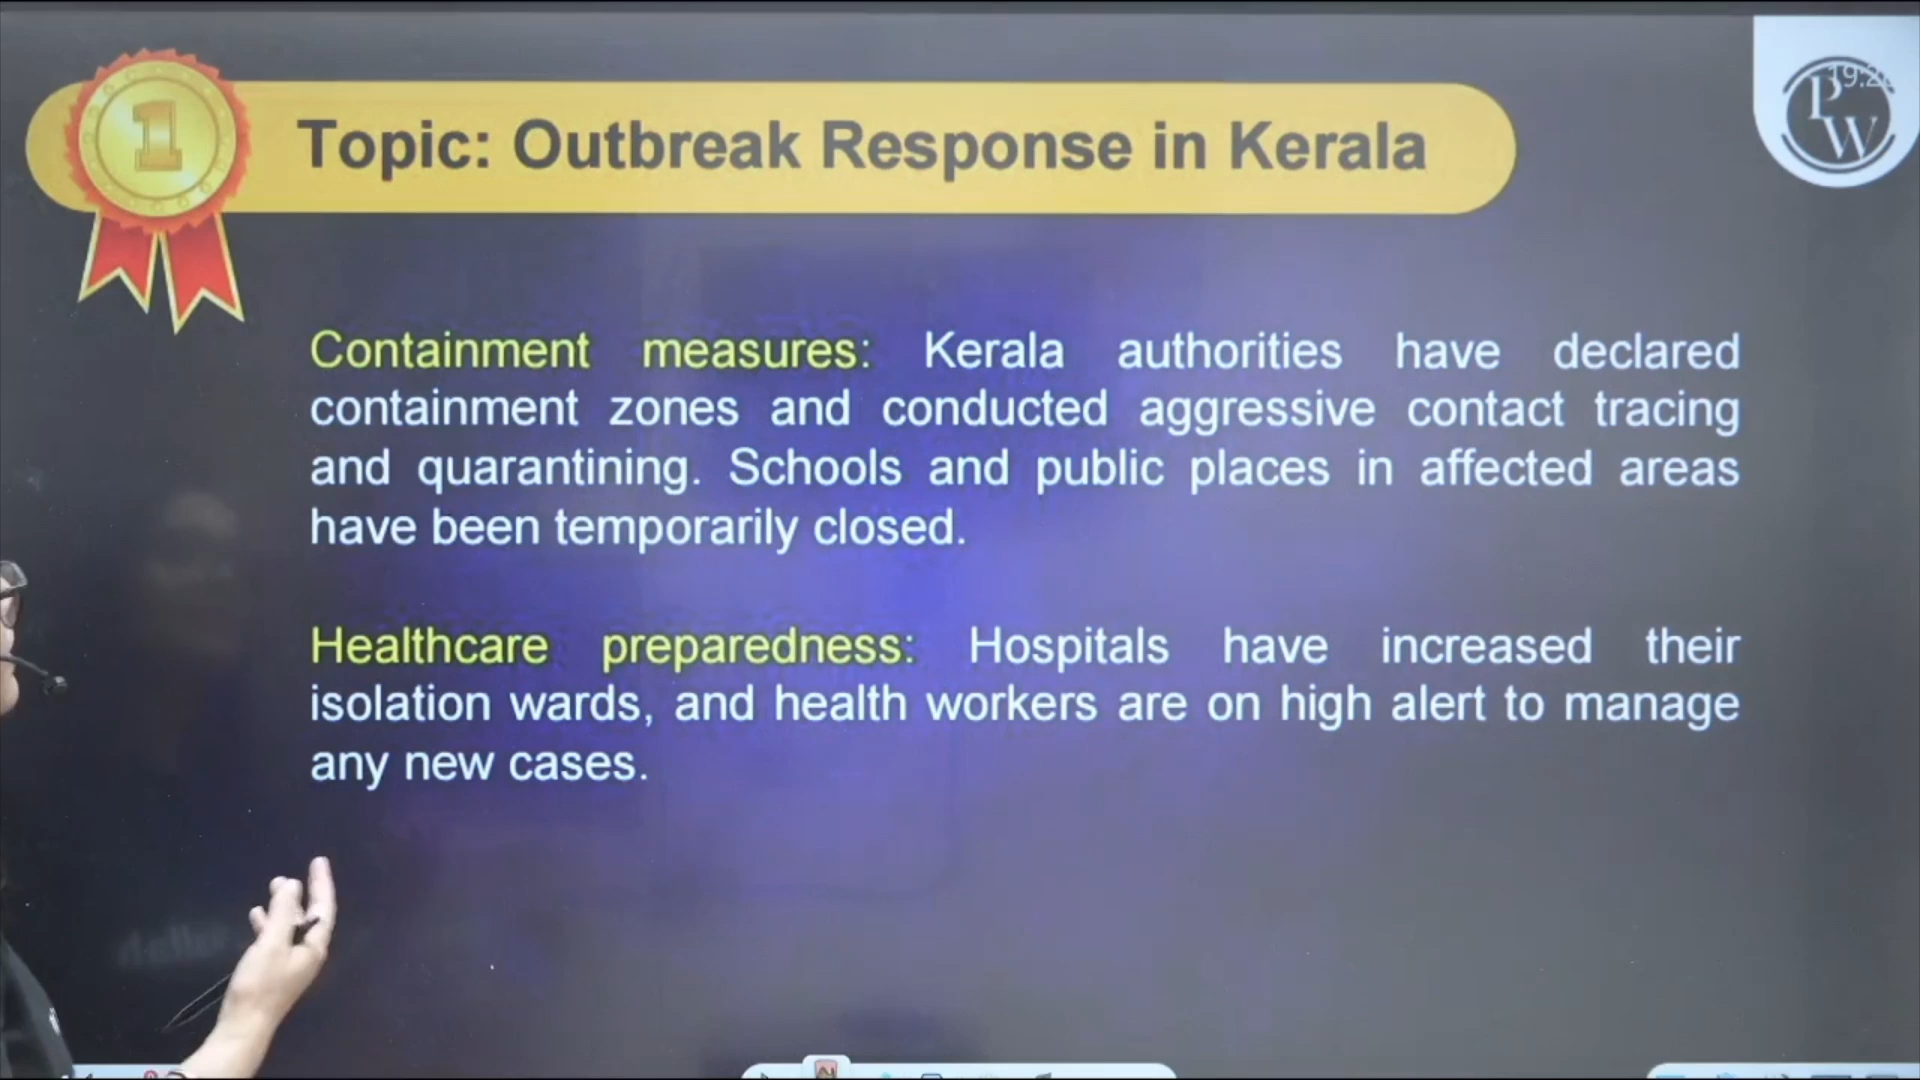 1
Topic: Outbreak Response in Kerala
PW
Containment measures: Kerala authorities have declared
containment zones and conducted aggressive contact tracing
and quarantining. Schools and public places in affected areas
have been temporarily closed.
Healthcare preparedness: Hospitals have increased their
isolation wards, and health workers are on high alert to manage
any new cases.